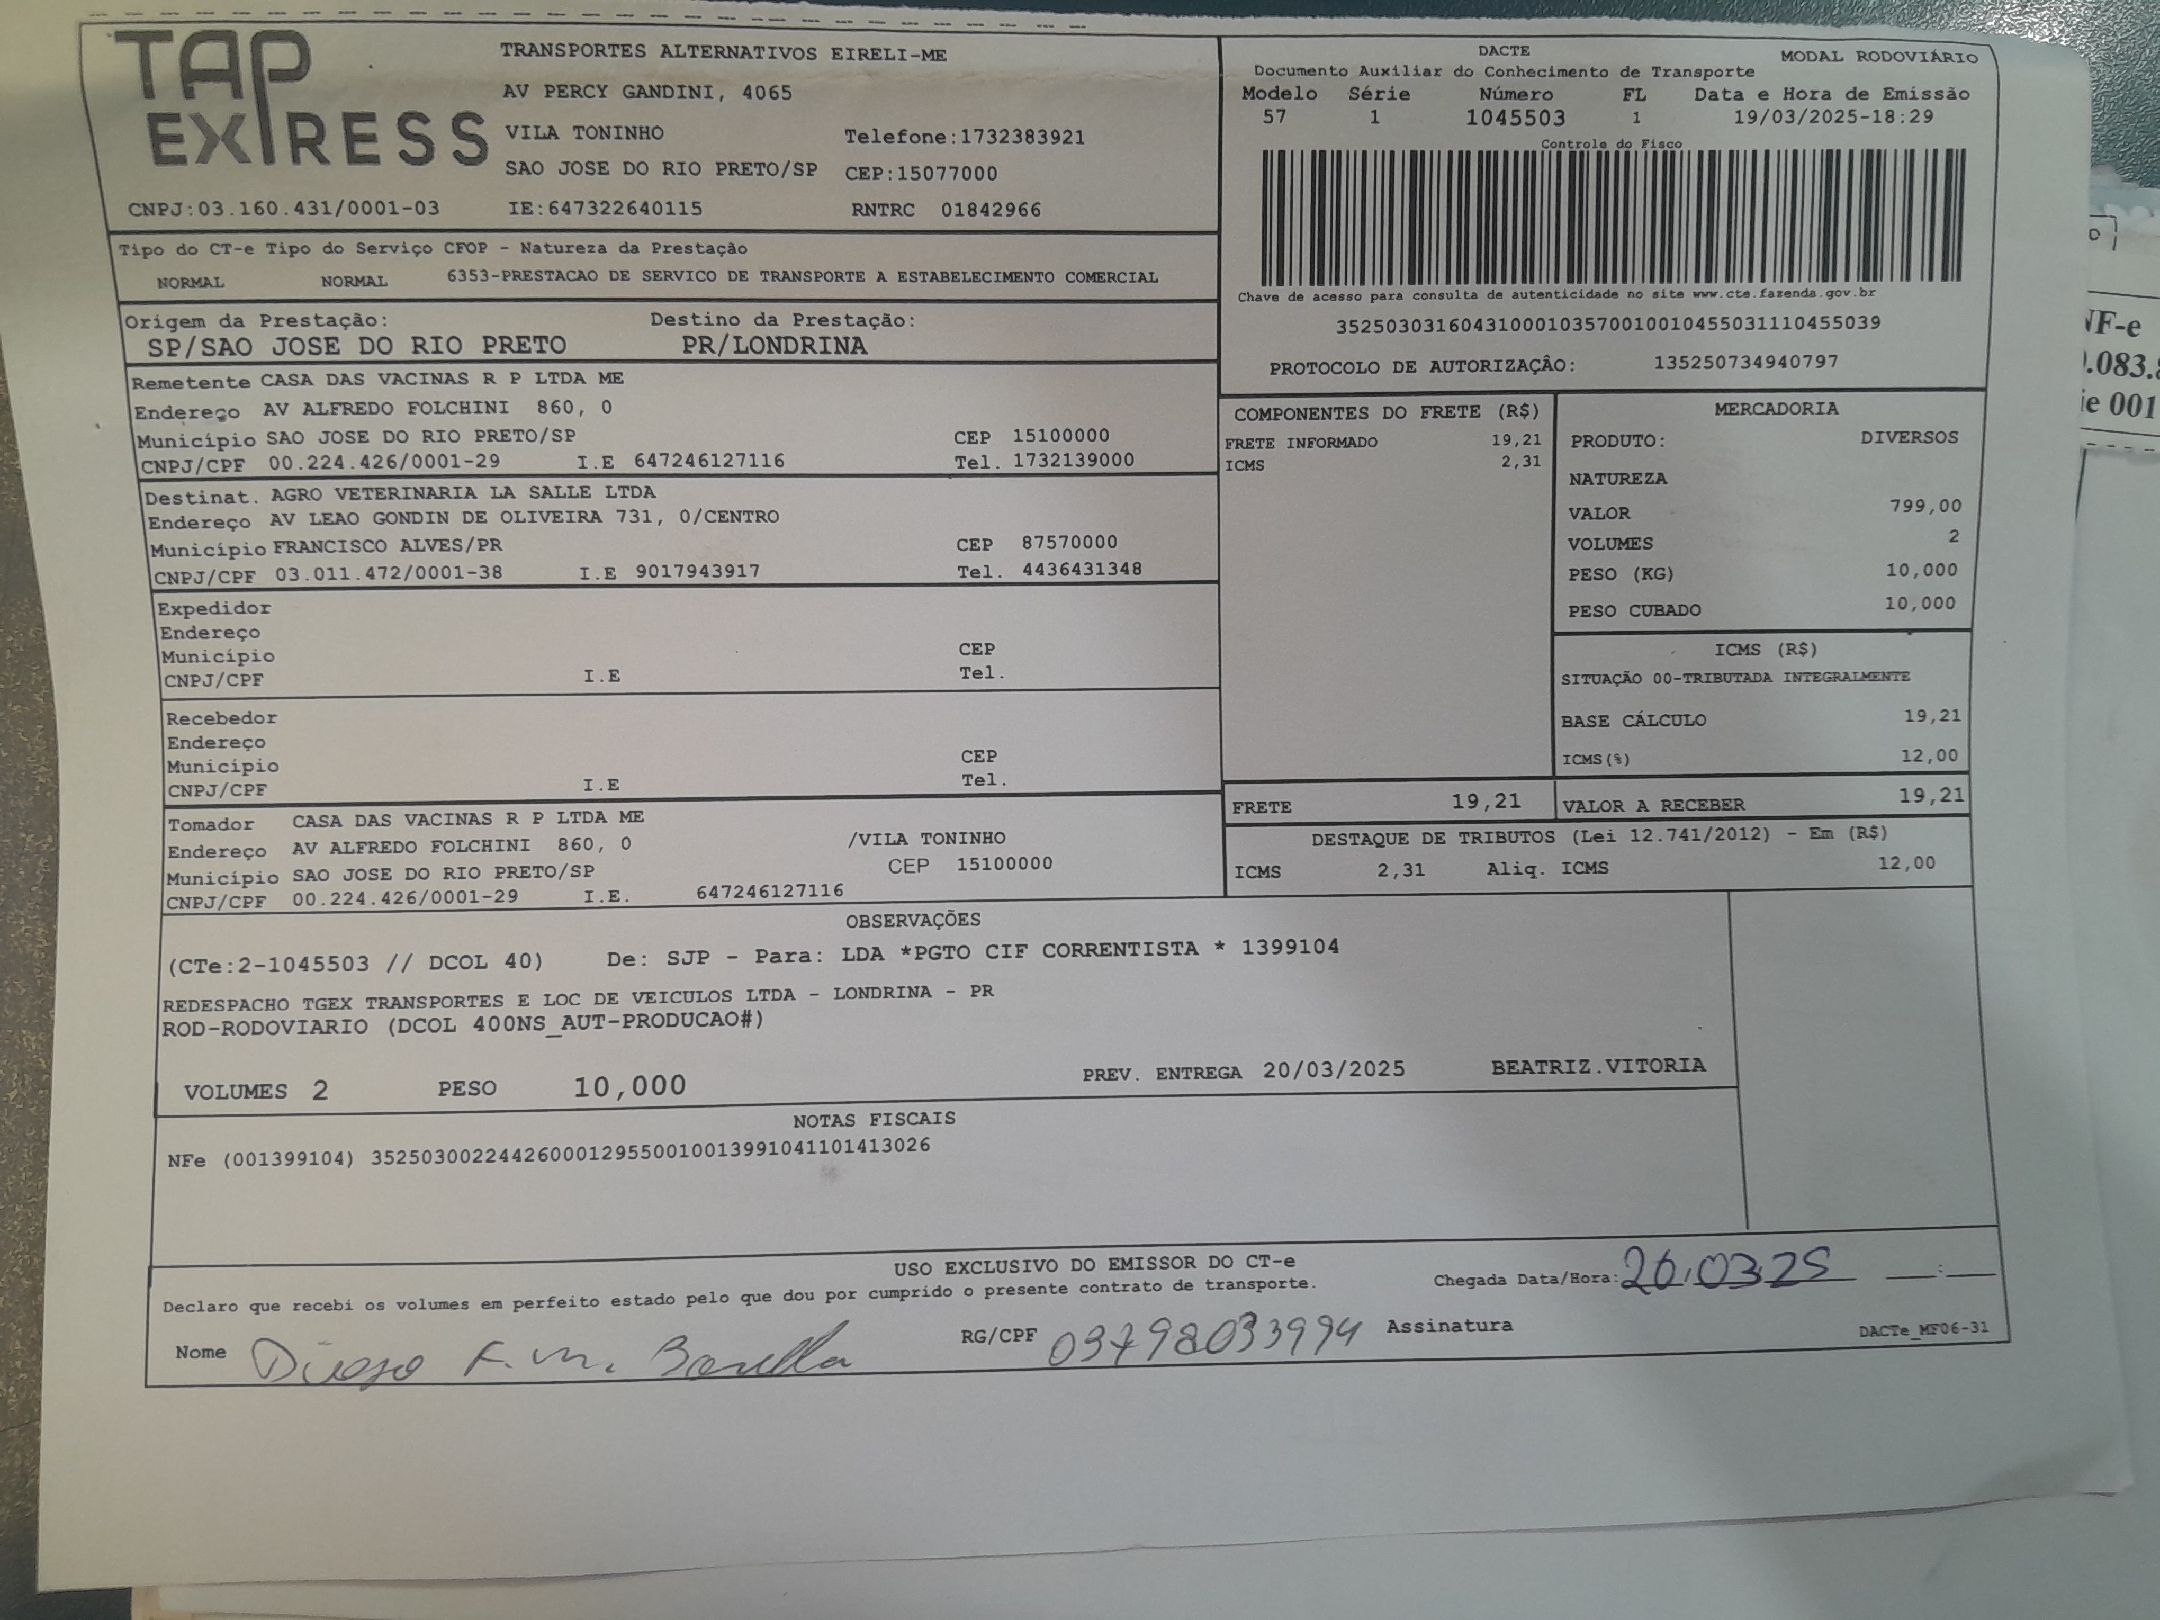 TAP EXPRESS
TRANSPORTES ALTERNATIVOS EIRELI-ME
AV PERCY GANDINI, 4065
VILA TONINHO Telefone:1732383921
SAO JOSE DO RIO PRETO/SP CEP:15077000
CNPJ:03.160.431/0001-03 IE:647322640115 RNTRC 01842966
DACTE MODAL RODOVIÁRIO
Documento Auxiliar do Conhecimento de Transporte
Modelo Série Número FL Data e Hora de Emissão
57 1 1045503 1 19/03/2025-18:29
Controle do Fisco
Chave de acesso para consulta de autenticidade no site www.cte.fazenda.gov.br
35250303160431000103570010010455031110455039
PROTOCOLO DE AUTORIZAÇÂO: 135250734940797
Tipo do CT-e Tipo do Serviço CFOP - Natureza da Prestação
NORMAL NORMAL 6353-PRESTACAO DE SERVICO DE TRANSPORTE A ESTABELECIMENTO COMERCIAL
Origem da Prestação: Destino da Prestação:
SP/SAO JOSE DO RIO PRETO PR/LONDRINA
Remetente CASA DAS VACINAS R P LTDA ME
Endereço AV ALFREDO FOLCHINI 860, 0
Município SAO JOSE DO RIO PRETO/SP CEP 15100000
CNPJ/CPF 00.224.426/0001-29 I.E 647246127116 Tel. 1732139000
Destinat. AGRO VETERINARIA LA SALLE LTDA
Endereço AV LEAO GONDIN DE OLIVEIRA 731, 0/CENTRO
Município FRANCISCO ALVES/PR CEP 87570000
CNPJ/CPF 03.011.472/0001-38 I.E 9017943917 Tel. 4436431348
Expedidor
Endereço
Município CEP
CNPJ/CPF I.E Tel.
Recebedor
Endereço
Município CEP
CNPJ/CPF I.E Tel.
Tomador CASA DAS VACINAS R P LTDA ME
Endereço AV ALFREDO FOLCHINI 860, 0 /VILA TONINHO
Município SAO JOSE DO RIO PRETO/SP CEP 15100000
CNPJ/CPF 00.224.426/0001-29 I.E. 647246127116
COMPONENTES DO FRETE (R$)
FRETE INFORMADO 19,21
ICMS 2,31
MERCADORIA
PRODUTO: DIVERSOS
NATUREZA
VALOR 799,00
VOLUMES 2
PESO (KG) 10,000
PESO CUBADO 10,000
ICMS (R$)
SITUAÇÃO 00-TRIBUTADA INTEGRALMENTE
BASE CÁLCULO 19,21
ICMS(%) 12,00
FRETE 19,21 VALOR A RECEBER 19,21
DESTAQUE DE TRIBUTOS (Lei 12.741/2012) - Em (R$)
ICMS 2,31 Aliq. ICMS 12,00
OBSERVAÇÕES
(CTe:2-1045503 // DCOL 40) De: SJP - Para: LDA *PGTO CIF CORRENTISTA * 1399104
REDESPACHO TGEX TRANSPORTES E LOC DE VEICULOS LTDA - LONDRINA - PR
ROD-RODOVIARIO (DCOL 400NS_AUT-PRODUCAO#)
VOLUMES 2 PESO 10,000 PREV. ENTREGA 20/03/2025 BEATRIZ.VITORIA
NOTAS FISCAIS
NFe (001399104) 35250300224426000129550010013991041101413026
USO EXCLUSIVO DO EMISSOR DO CT-e
Declaro que recebi os volumes em perfeito estado pelo que dou por cumprido o presente contrato de transporte. Chegada Data/Hora: 20.03.25 :
Nome F. M. RG/CPF 03798033994 Assinatura DACTe_MF06-31
NF-e
.083.
ie 001